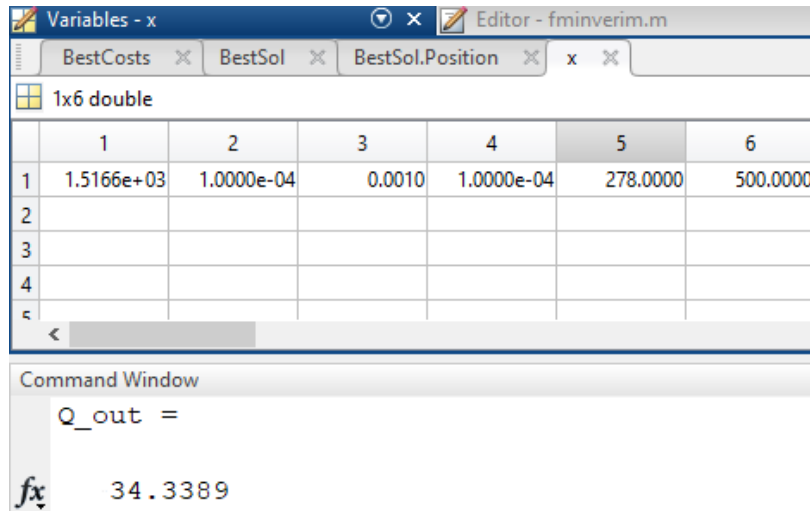 Variables - x Editor - fminverim.m
BestCosts BestSol BestSol.Position x
1x6 double
1 2 3 4 5 6
1 1.5166e+03 1.0000e-04 0.0010 1.0000e-04 278.0000 500.0000
2
3
4
5
Command Window
Q_out =
fx 34.3389